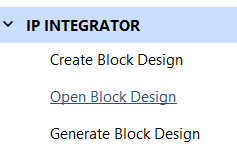 IP INTEGRATOR
Create Block Design
Open Block Design
Generate Block Design